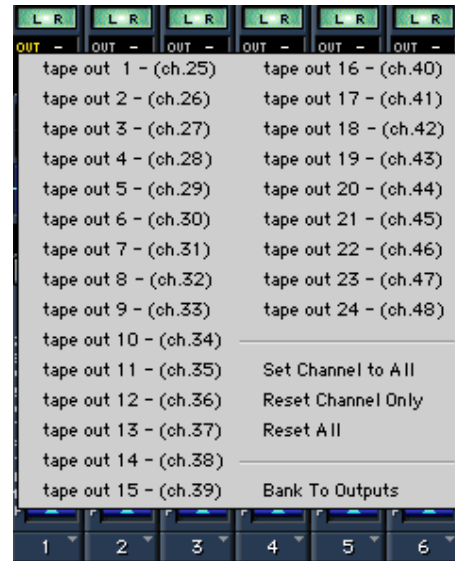 L R L R L R L R L R L R
OUT - OUT - OUT - OUT - OUT - OUT -
tape out 1 - (ch.25)
tape out 2 - (ch.26)
tape out 3 - (ch.27)
tape out 4 - (ch.28)
tape out 5 - (ch.29)
tape out 6 - (ch.30)
tape out 7 - (ch.31)
tape out 8 - (ch.32)
tape out 9 - (ch.33)
tape out 10 - (ch.34)
tape out 11 - (ch.35)
tape out 12 - (ch.36)
tape out 13 - (ch.37)
tape out 14 - (ch.38)
tape out 15 - (ch.39)
tape out 16 - (ch.40)
tape out 17 - (ch.41)
tape out 18 - (ch.42)
tape out 19 - (ch.43)
tape out 20 - (ch.44)
tape out 21 - (ch.45)
tape out 22 - (ch.46)
tape out 23 - (ch.47)
tape out 24 - (ch.48)
Set Channel to All
Reset Channel Only
Reset All
Bank To Outputs
1 2 3 4 5 6